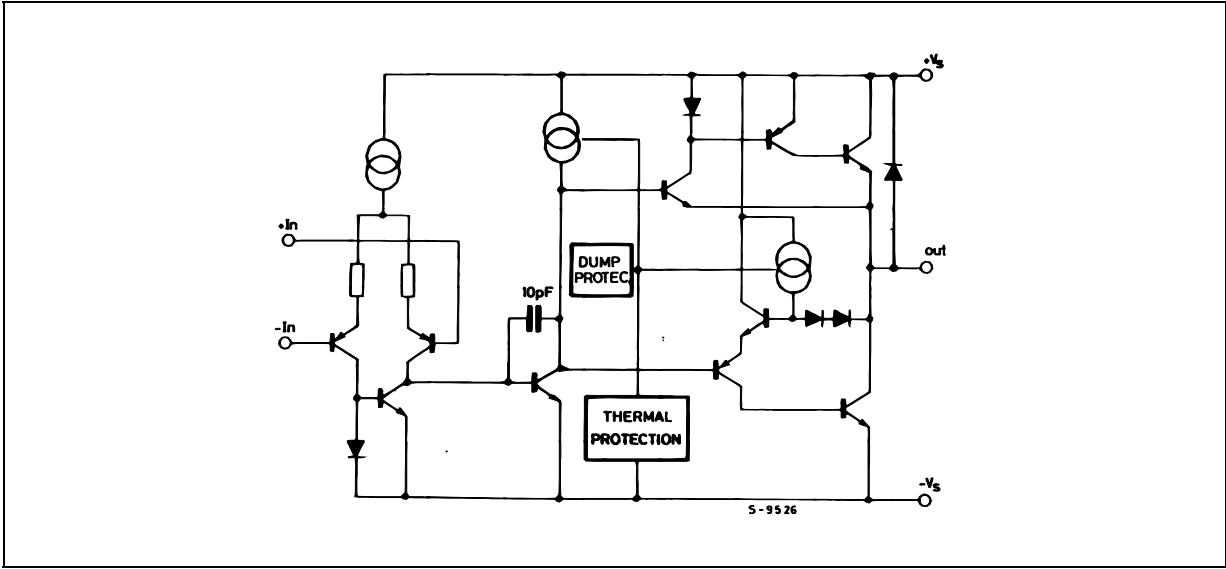 +Vs
+In
out
DUMP
PROTEC.
10pF
-In
THERMAL
PROTECTION
-Vs
S-9526